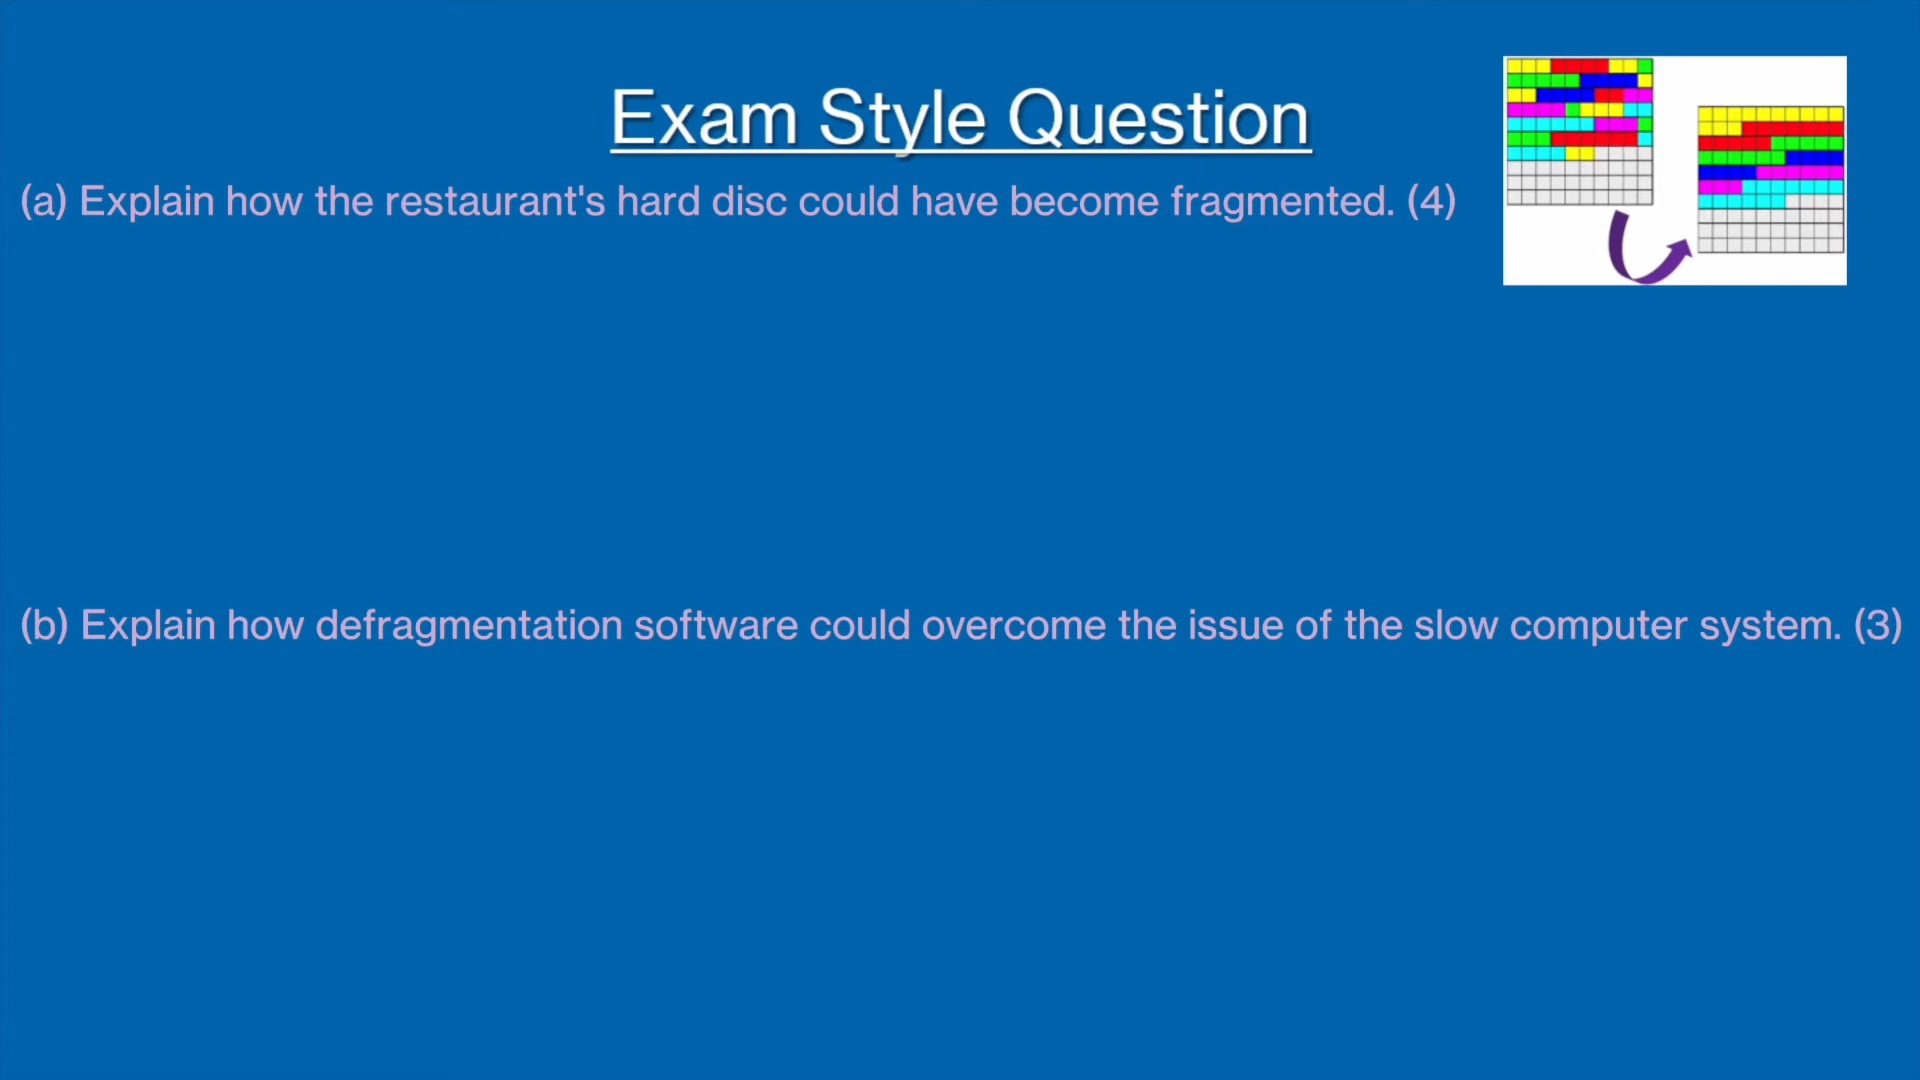 Exam Style Question
(a) Explain how the restaurant's hard disc could have become fragmented. (4)
(b) Explain how defragmentation software could overcome the issue of the slow computer system. (3)